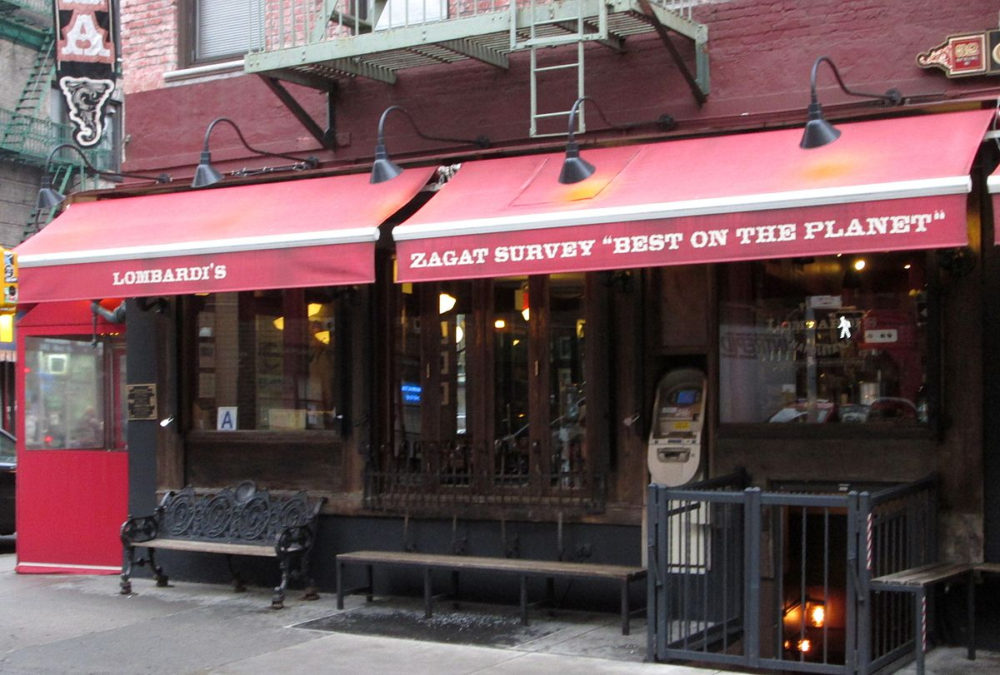 A
LOMBARDI'S
ZAGAT SURVEY "BEST ON THE PLANET"
A